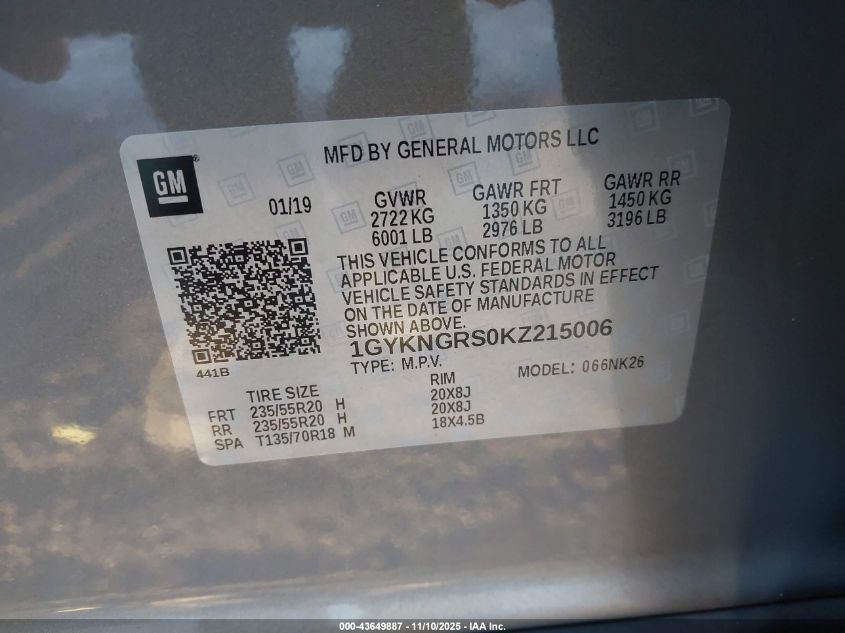 MFD BY GENERAL MOTORS LLC
GM
®
01/19
GVWR GAWR FRT GAWR RR
2722 KG 1350 KG 1450 KG
6001 LB 2976 LB 3196 LB
THIS VEHICLE CONFORMS TO ALL
APPLICABLE U.S. FEDERAL MOTOR
VEHICLE SAFETY STANDARDS IN EFFECT
ON THE DATE OF MANUFACTURE
SHOWN ABOVE.
1GYKNGRS0KZ215006
441B
TYPE: M.P.V. MODEL: 066NK26
TIRE SIZE RIM
FRT 235/55R20 H 20X8J
RR 235/55R20 H 20X8J
SPA T135/70R18 M 18X4.5B
000-43649887 - 11/10/2025 - IAA Inc.